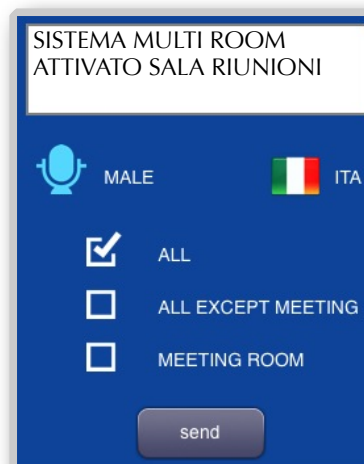 SISTEMA MULTI ROOM
ATTIVATO SALA RIUNIONI
MALE ITA
ALL
ALL EXCEPT MEETING
MEETING ROOM
send